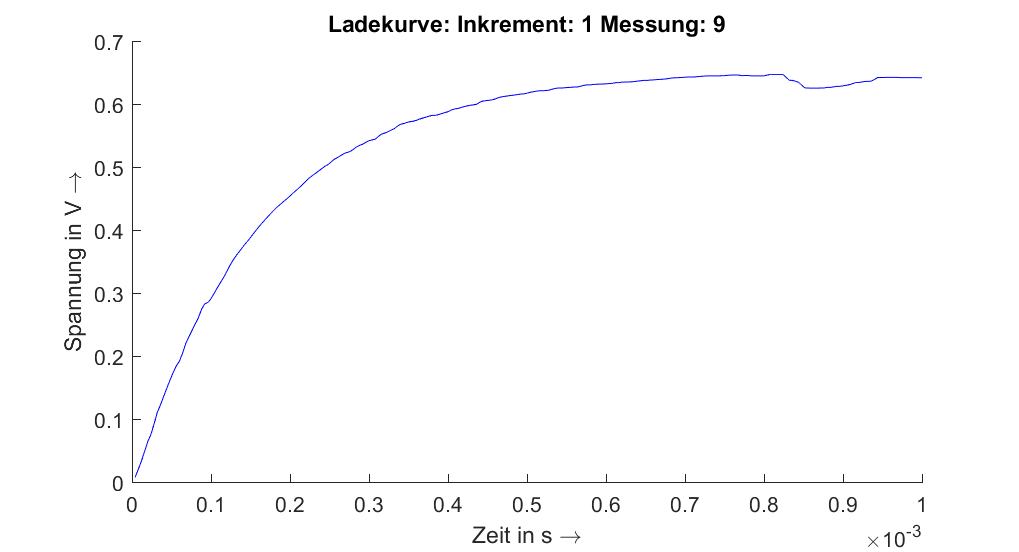 Ladekurve: Inkrement: 1 Messung: 9
0.7
0.6
0.5
0.4
0.3
0.2
0.1
0
Spannung in V →
0 0.1 0.2 0.3 0.4 0.5 0.6 0.7 0.8 0.9 1
Zeit in s →
×10⁻³